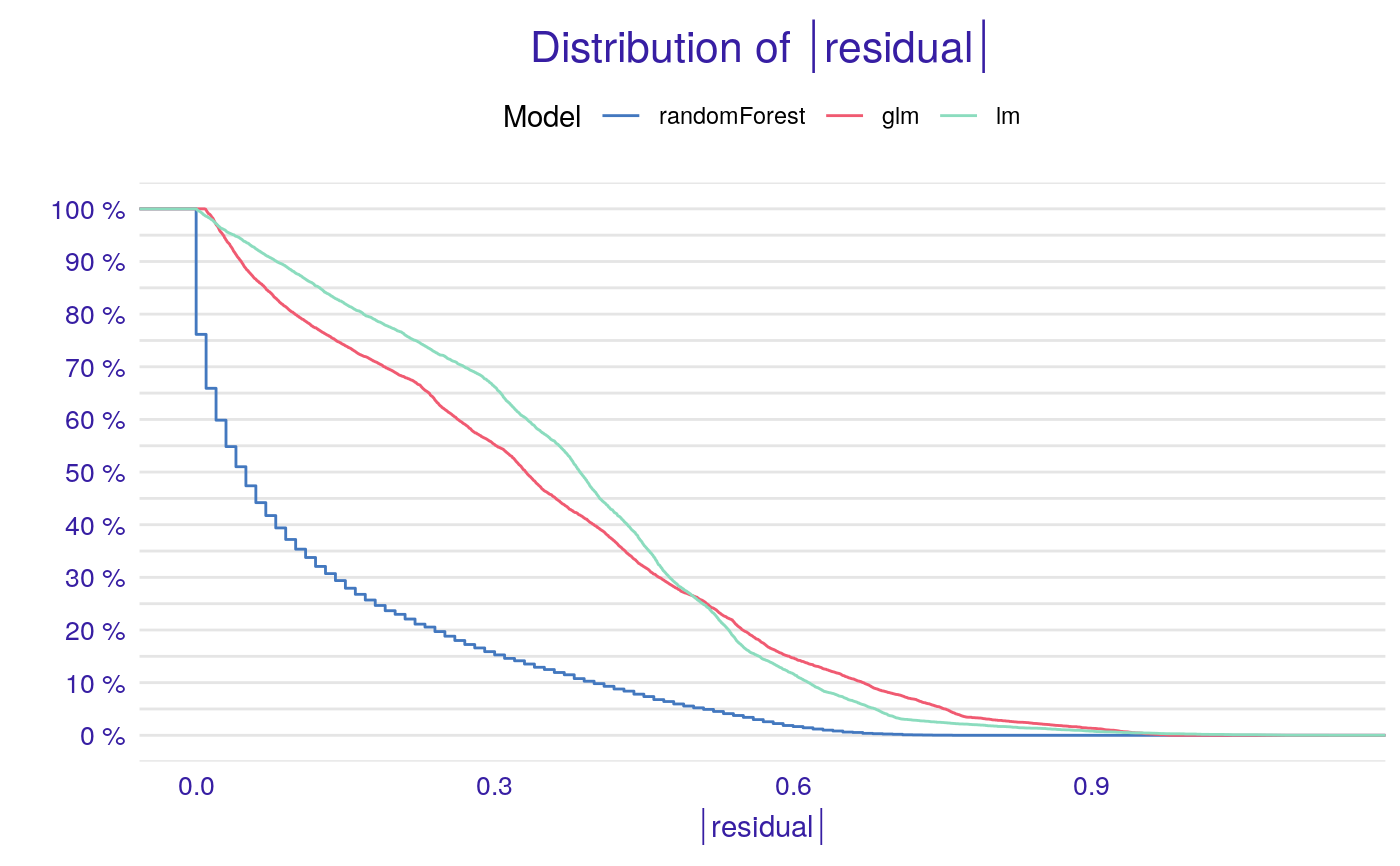 Distribution of |residual|
Model randomForest glm lm
100 %
90 %
80 %
70 %
60 %
50 %
40 %
30 %
20 %
10 %
0 %
0.0 0.3 0.6 0.9
|residual|